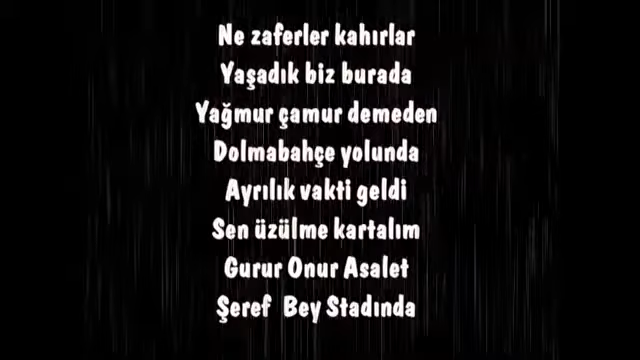 Ne zaferler kahırlar
Yaşadık biz burada
Yağmur çamur demeden
Dolmabahçe yolunda
Ayrılık vakti geldi
Sen üzülme kartalım
Gurur Onur Asalet
Şeref Bey Stadında